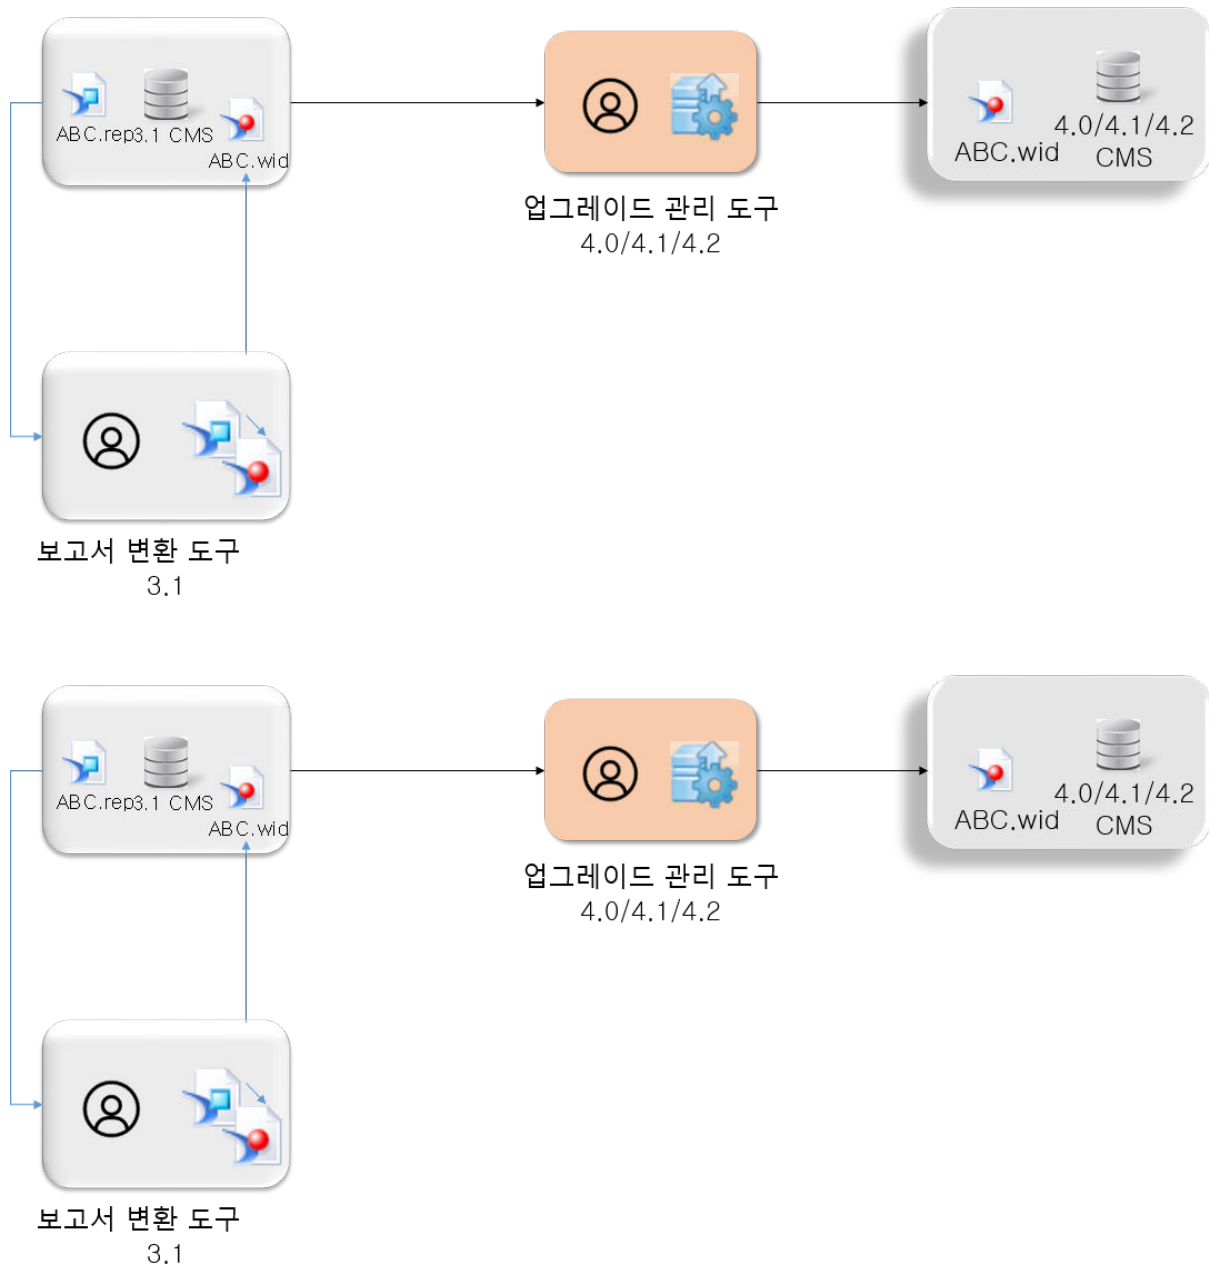 ABC.rep
3.1 CMS
ABC.wid
4.0/4.1/4.2
ABC.wid
CMS
업그레이드 관리 도구
4.0/4.1/4.2
보고서 변환 도구
3.1
ABC.rep
3.1 CMS
ABC.wid
4.0/4.1/4.2
ABC.wid
CMS
업그레이드 관리 도구
4.0/4.1/4.2
보고서 변환 도구
3.1